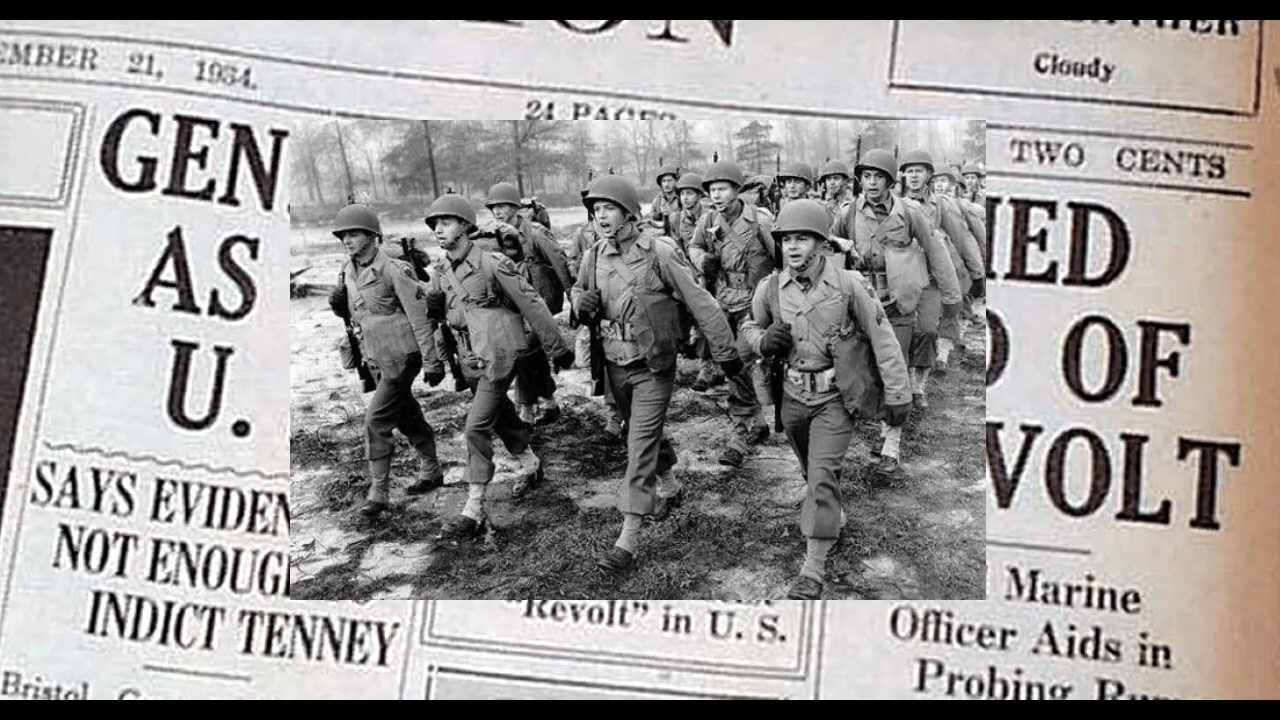 EMBER 21, 1934.
24 PAGES
Cloudy
TWO CENTS
GEN
AS
U.
IED
OF
VOLT
SAYS EVIDEN
NOT ENOUG
INDICT TENNEY
"Revolt" in U. S.
Marine
Officer Aids in
Probing
Bristol